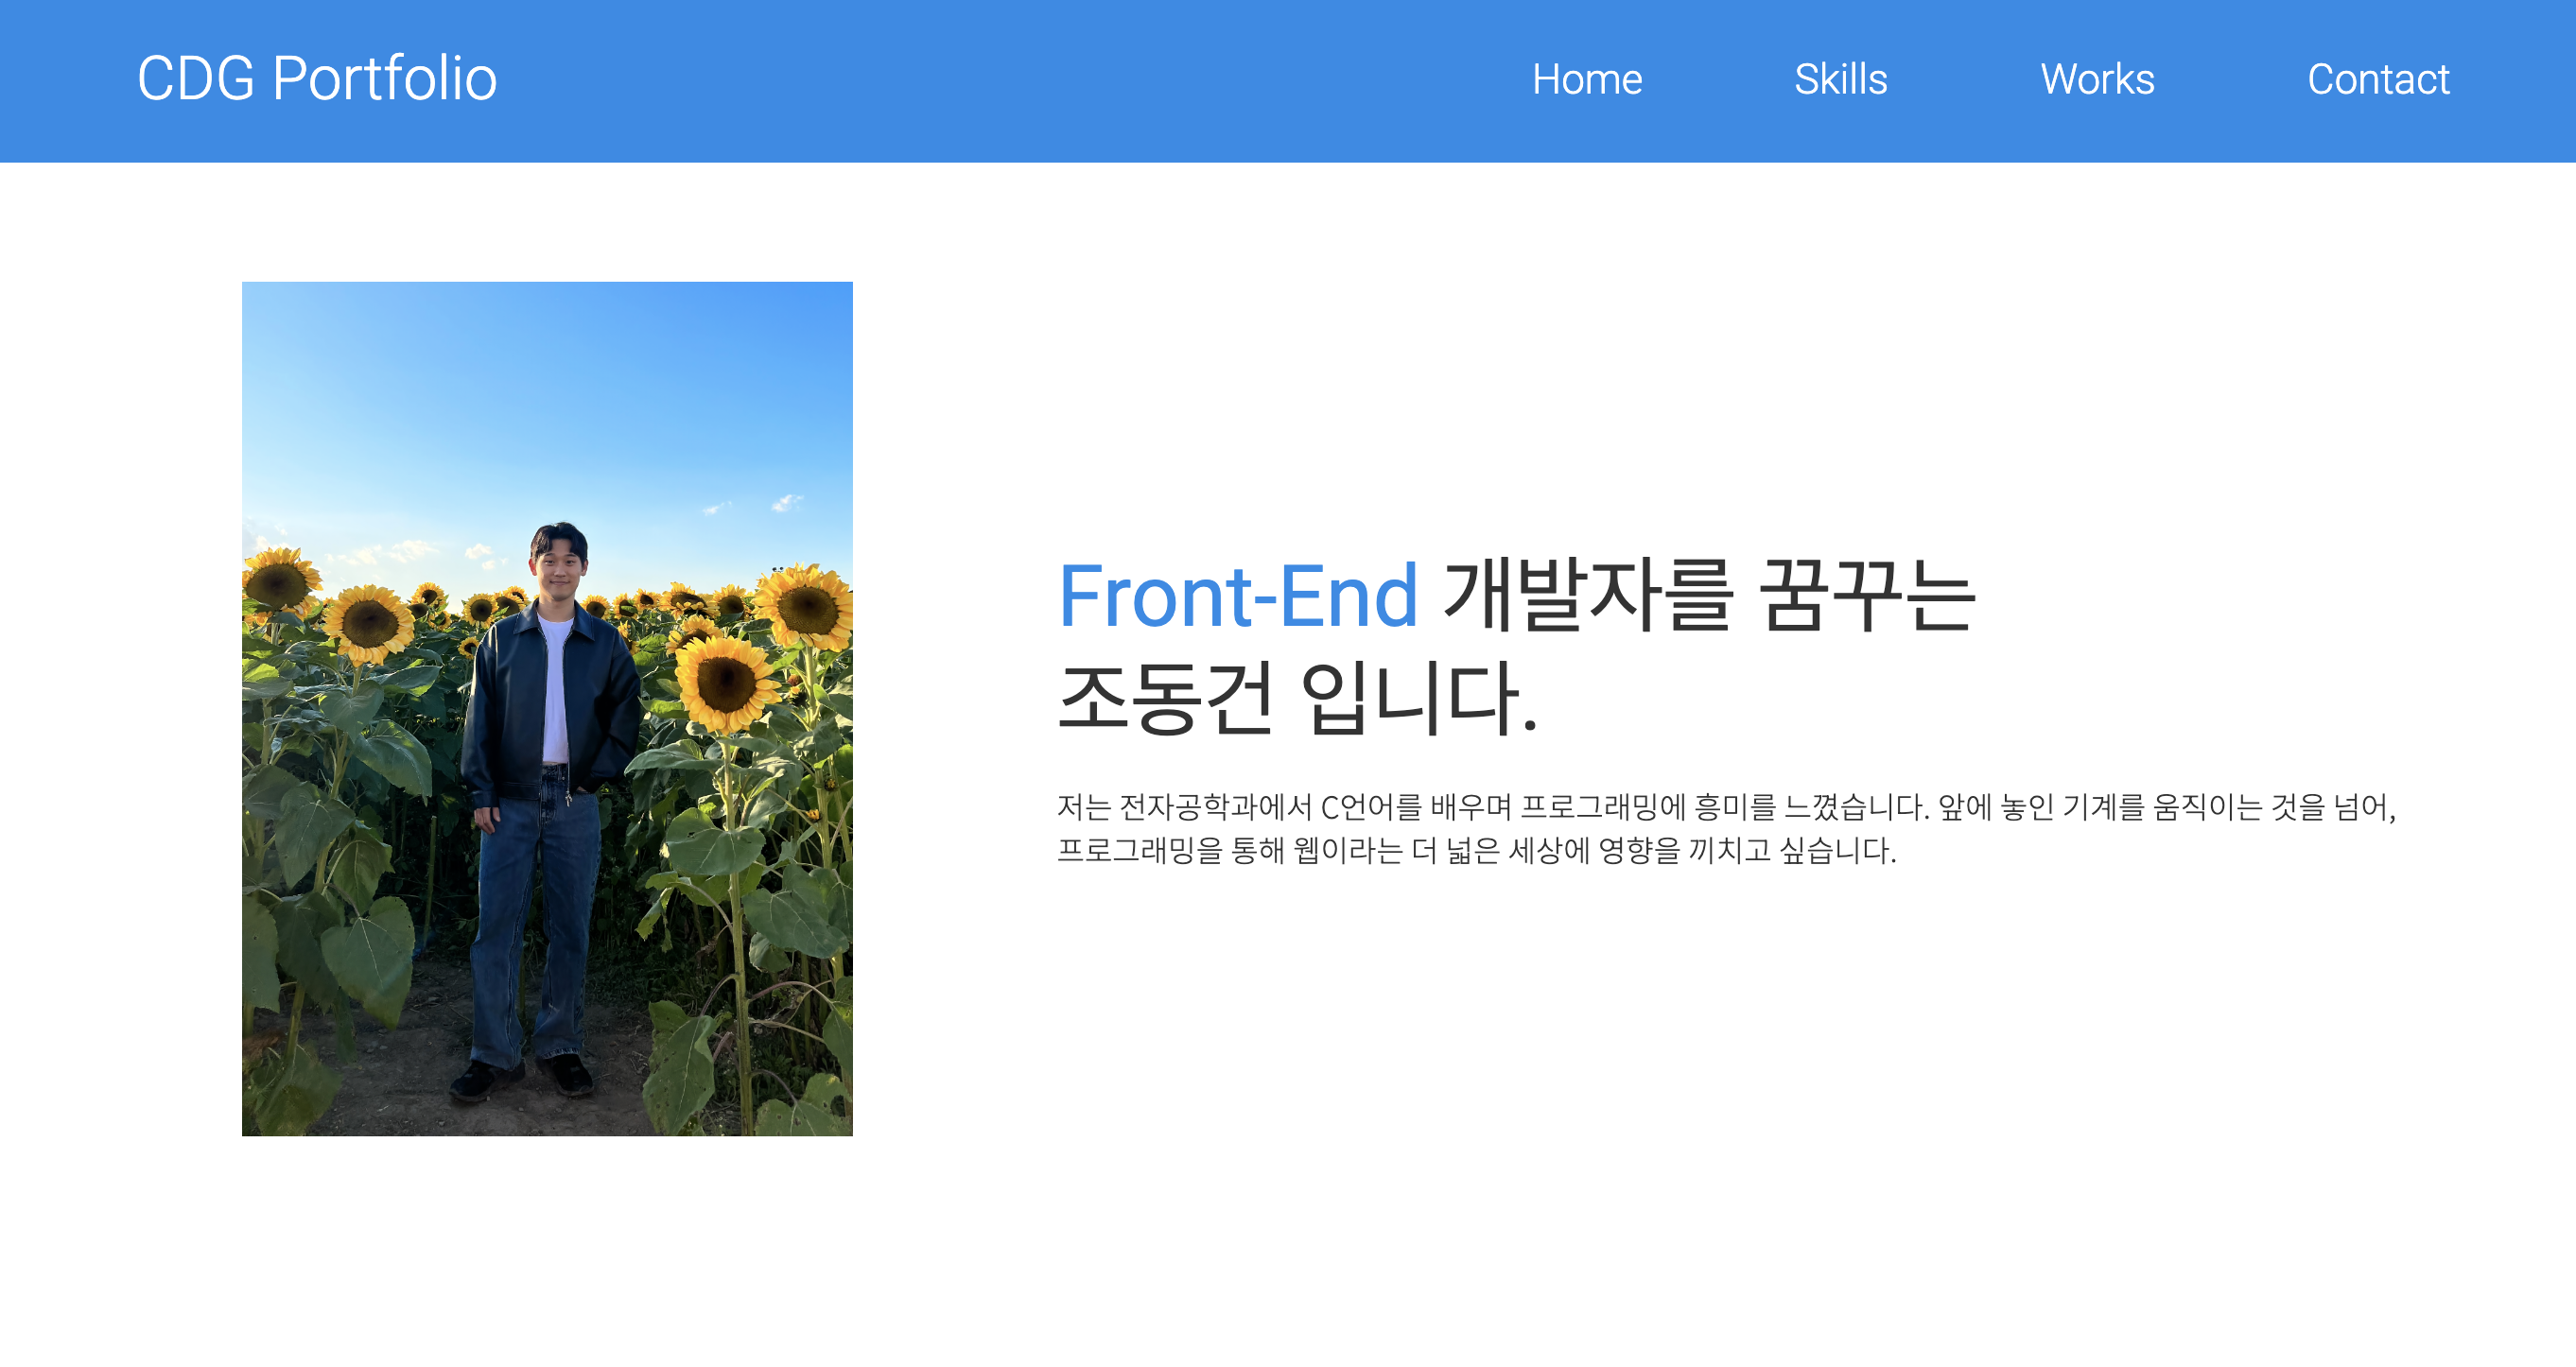 CDG Portfolio
Home Skills Works Contact
Front-End 개발자를 꿈꾸는
조동건 입니다.
저는 전자공학과에서 C언어를 배우며 프로그래밍에 흥미를 느꼈습니다. 앞에 놓인 기계를 움직이는 것을 넘어,
프로그래밍을 통해 웹이라는 더 넓은 세상에 영향을 끼치고 싶습니다.